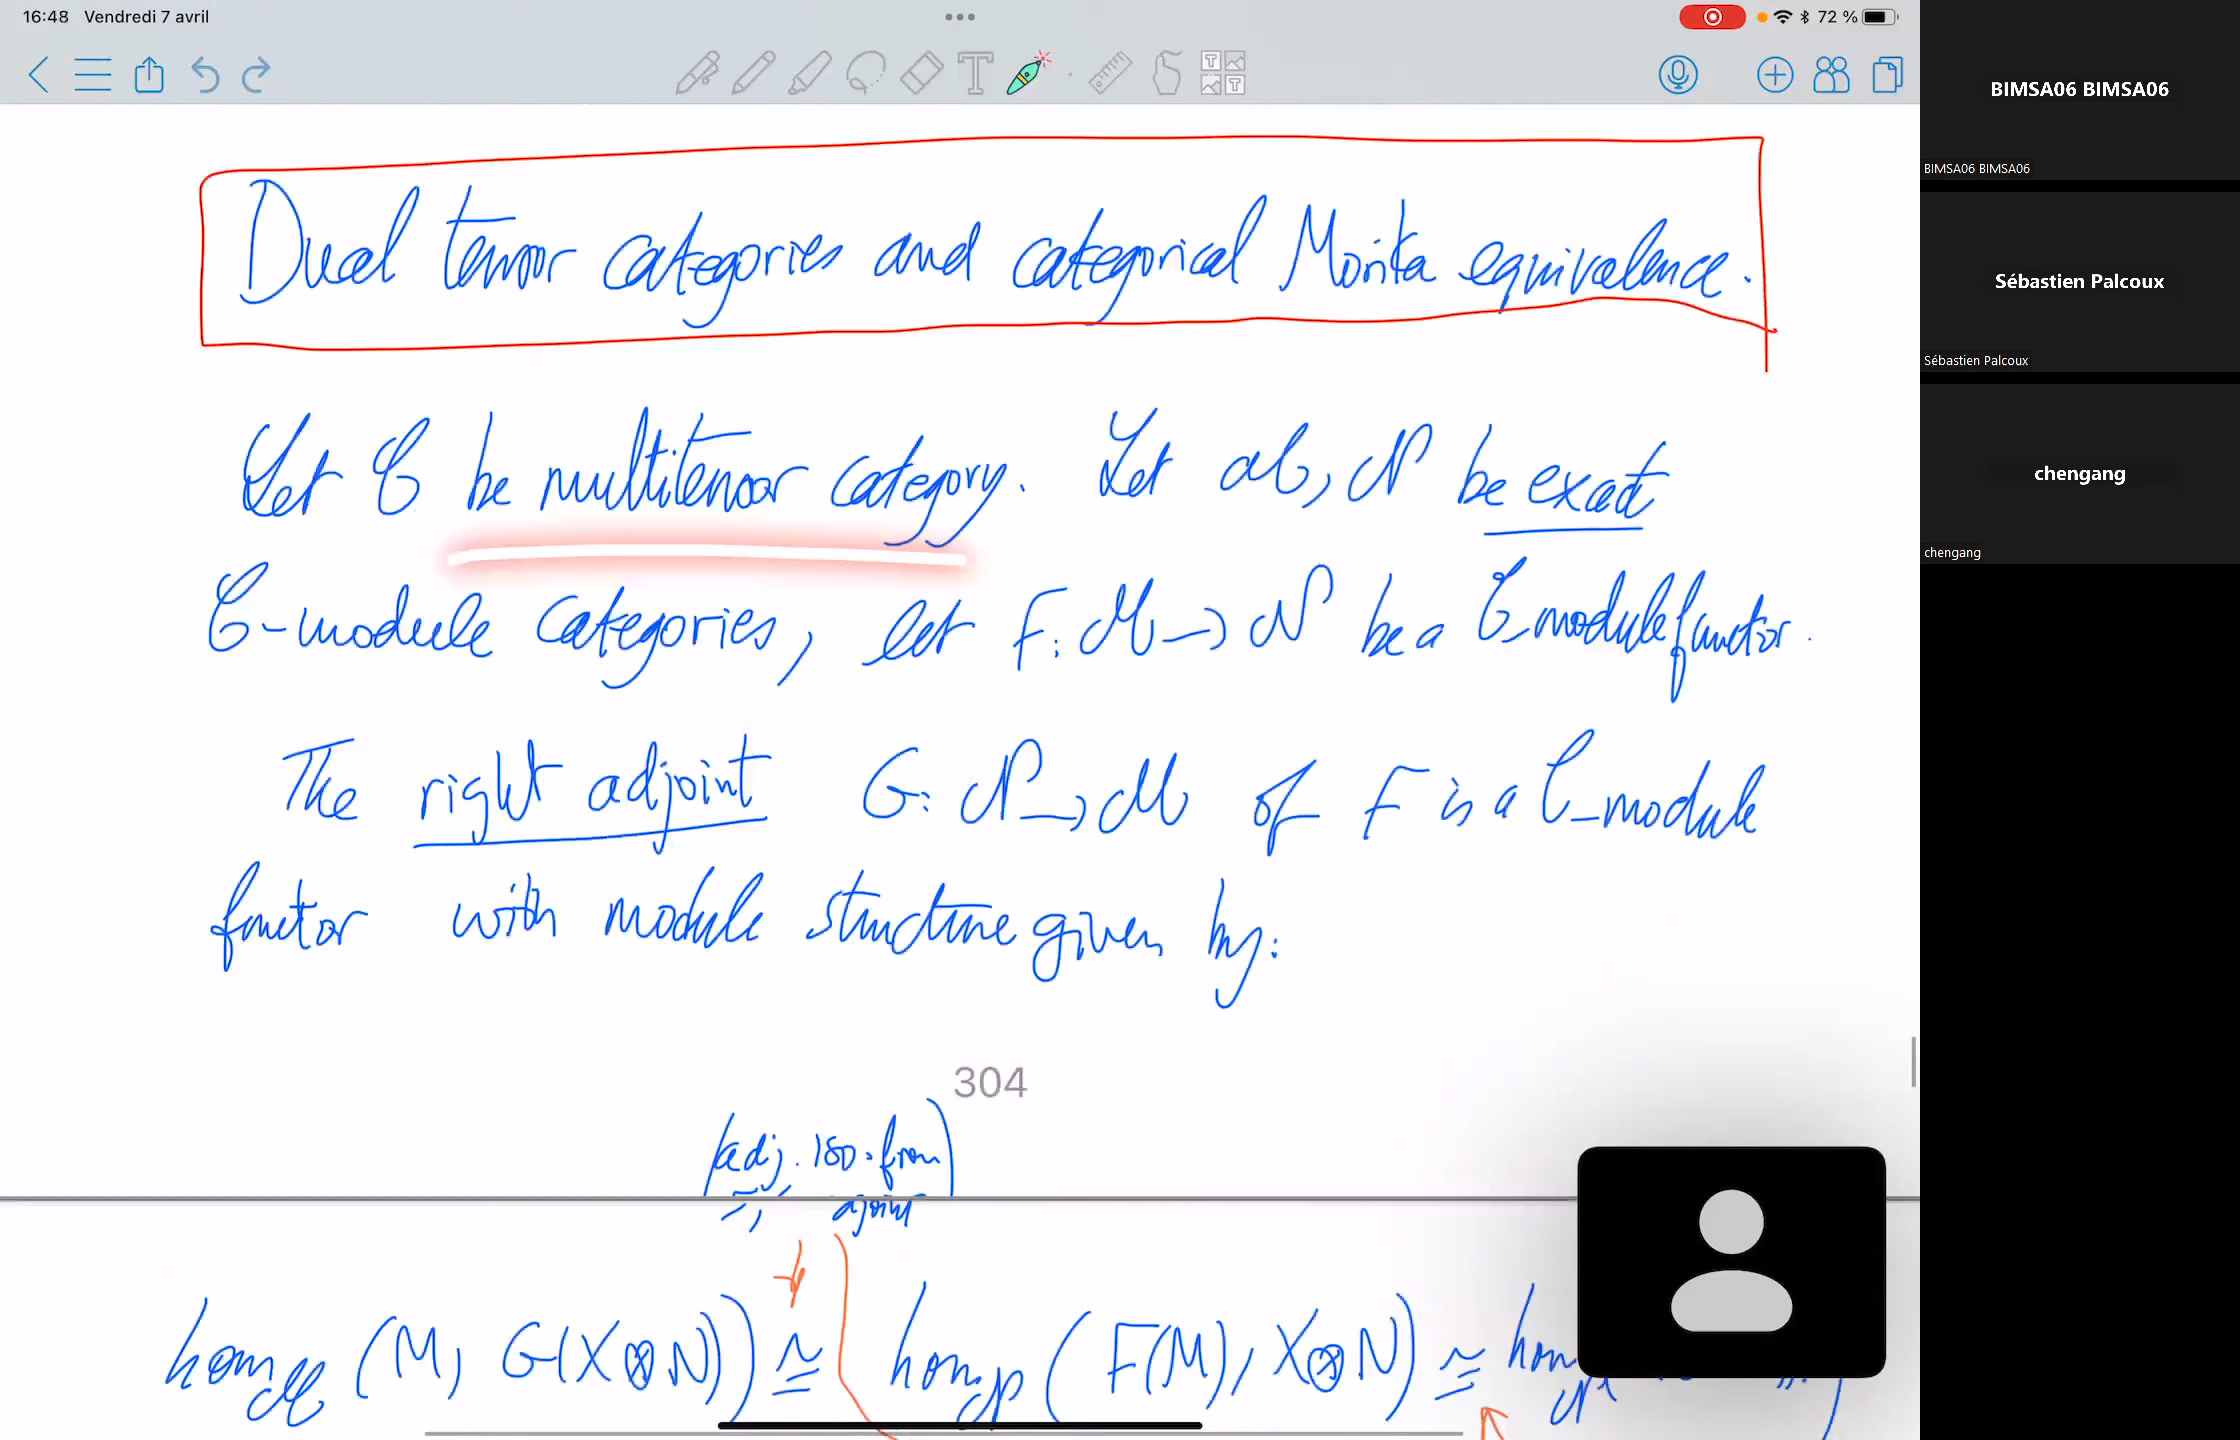 16:48 Vendredi 7 avril
72 %
Dual tensor categories and categorical Morita equivalence.
Let C be multitensor category. Let M, N be exact
C-module categories, let F: M → N be a C-module functor.
The right adjoint G: N → M of F is a C-module
functor with module structure given by:
304
(adj. iso. from
hom_M (M, G(X⊗N)) ≅ hom_N (F(M), X⊗N) ≅ hom
BIMSA06 BIMSA06
BIMSA06 BIMSA06
Sébastien Palcoux
Sébastien Palcoux
chengang
chengang